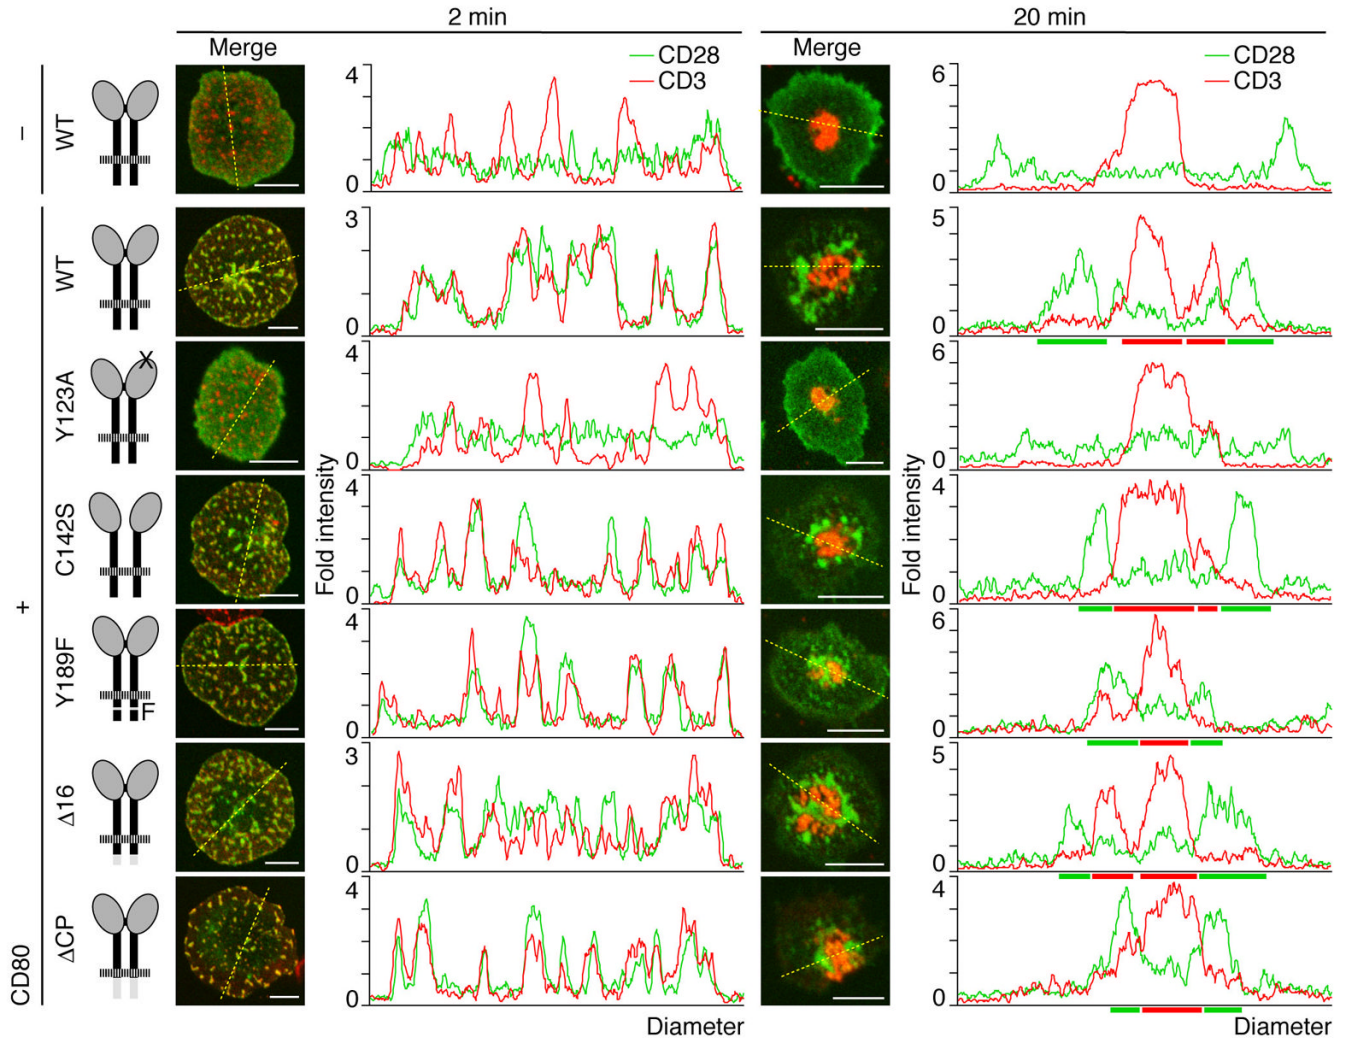 2 min
20 min
Merge
CD28
CD3
Merge
CD28
CD3
–
WT
4
0
6
0
WT
3
0
5
0
Y123A
X
4
0
6
0
C142S
4
0
4
0
Fold intensity
Fold intensity
+
Y189F
F
4
0
6
0
Δ16
3
0
5
0
CD80
ΔCP
4
0
4
0
Diameter
Diameter